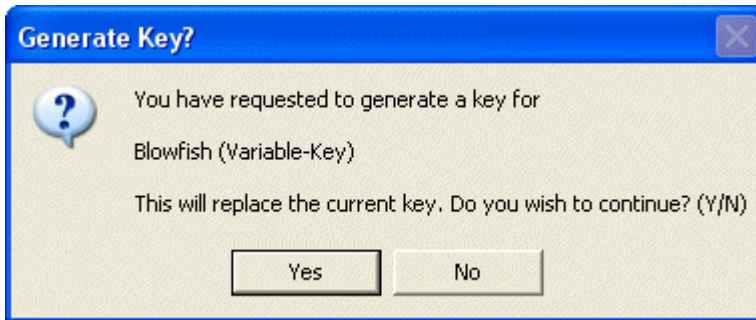 Generate Key?
You have requested to generate a key for
Blowfish (Variable-Key)
This will replace the current key. Do you wish to continue? (Y/N)
Yes
No